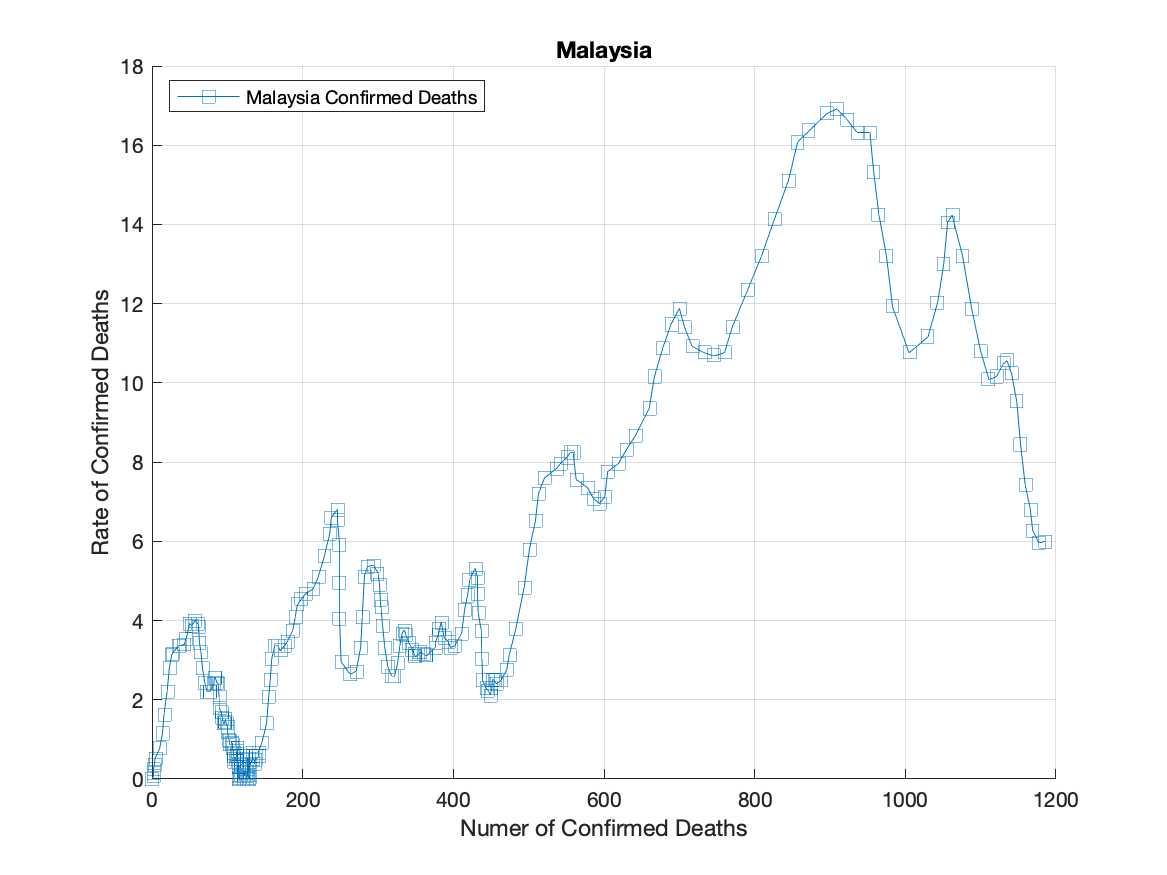 Malaysia
18
Malaysia Confirmed Deaths
16
14
12
10
8
6
4
2
0
Rate of Confirmed Deaths
0 200 400 600 800 1000 1200
Numer of Confirmed Deaths